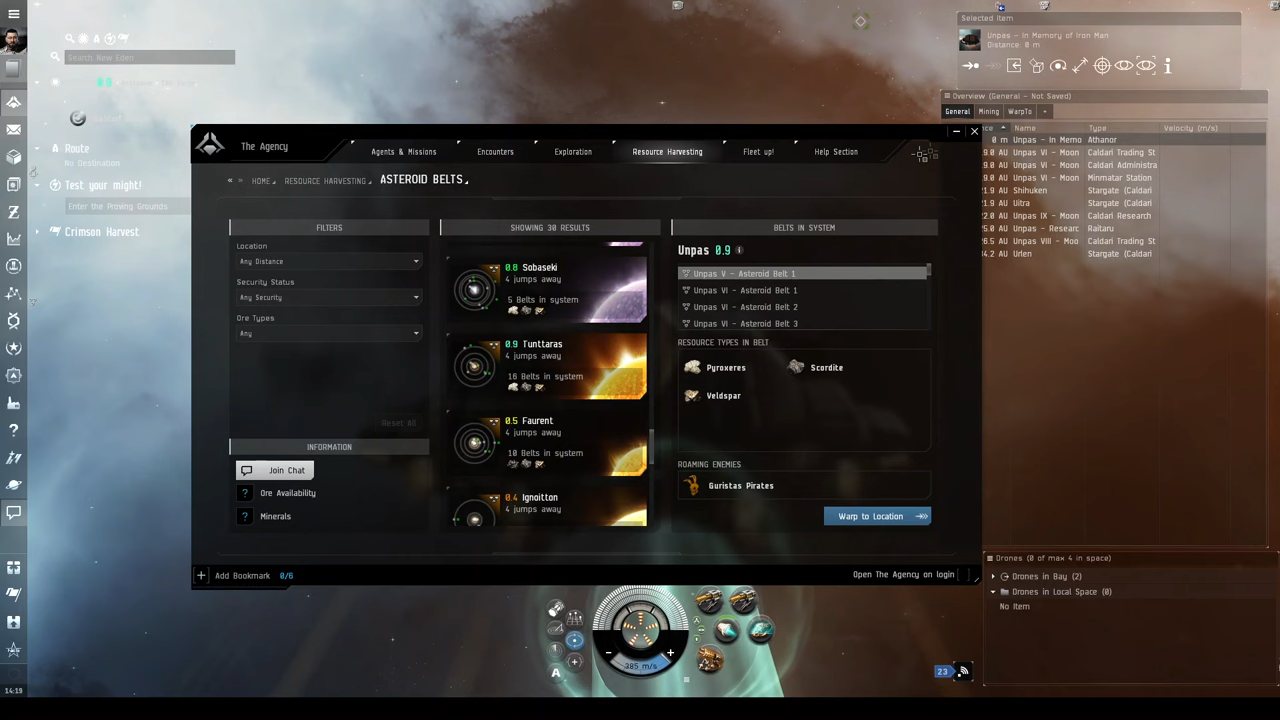 Search New Eden
Route
No Destination
Test your might!
Enter the Proving Grounds
Crimson Harvest
14:19
Selected Item
Unpas - In Memory of Iron Man
Distance: 0 m
Overview (General - Not Saved)
General Mining WarpTo +
Name Type Velocity (m/s)
0 m Unpas - In Memo Athanor
Unpas VI - Moon Caldari Trading St
Unpas VI - Moon Caldari Administra
Unpas VI - Moon Minmatar Station
Shihuken Stargate (Caldari
Uitra Stargate (Caldari
Unpas IX - Moon Caldari Research
Unpas - Researc Raitaru
Unpas VIII - Moo Caldari Trading St
Urlen Stargate (Caldari
The Agency
Agents & Missions Encounters Exploration Resource Harvesting Fleet up! Help Section
« » HOME RESOURCE HARVESTING ASTEROID BELTS
FILTERS
Location
Any Distance
Security Status
Any Security
Ore Types
Any
Reset All
INFORMATION
Join Chat
? Ore Availability
? Minerals
SHOWING 30 RESULTS
0.8 Sobaseki
4 jumps away
5 Belts in system
0.9 Tunttaras
4 jumps away
16 Belts in system
0.5 Faurent
4 jumps away
10 Belts in system
0.4 Ignoitton
4 jumps away
BELTS IN SYSTEM
Unpas 0.9
Unpas V - Asteroid Belt 1
Unpas VI - Asteroid Belt 1
Unpas VI - Asteroid Belt 2
Unpas VI - Asteroid Belt 3
RESOURCE TYPES IN BELT
Pyroxeres Scordite
Veldspar
ROAMING ENEMIES
Guristas Pirates
Warp to Location
Add Bookmark 0/6
Open The Agency on login
Drones (0 of max 4 in space)
Drones in Bay (2)
Drones in Local Space (0)
No Item
385 m/s
A
23